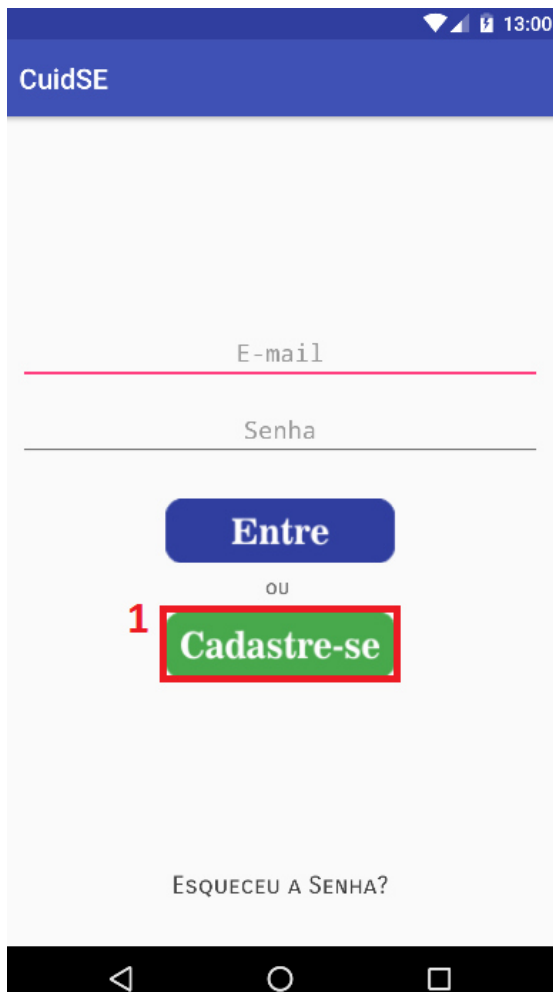 13:00
CuidSE
E-mail
Senha
Entre
ou
1
Cadastre-se
Esqueceu a Senha?